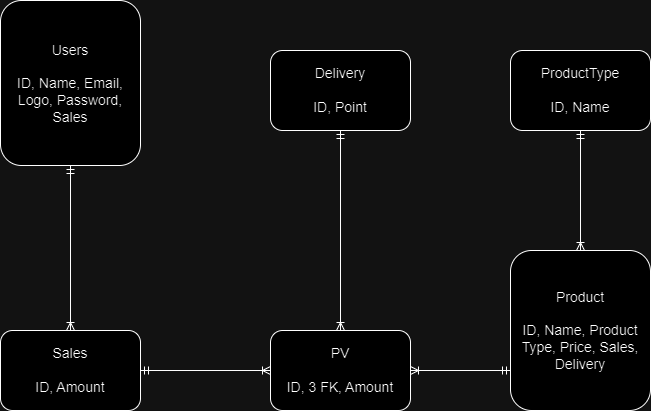 Users
ID, Name, Email,
Logo, Password,
Sales
Delivery
ID, Point
ProductType
ID, Name
Product
ID, Name, Product
Type, Price, Sales,
Delivery
Sales
ID, Amount
PV
ID, 3 FK, Amount